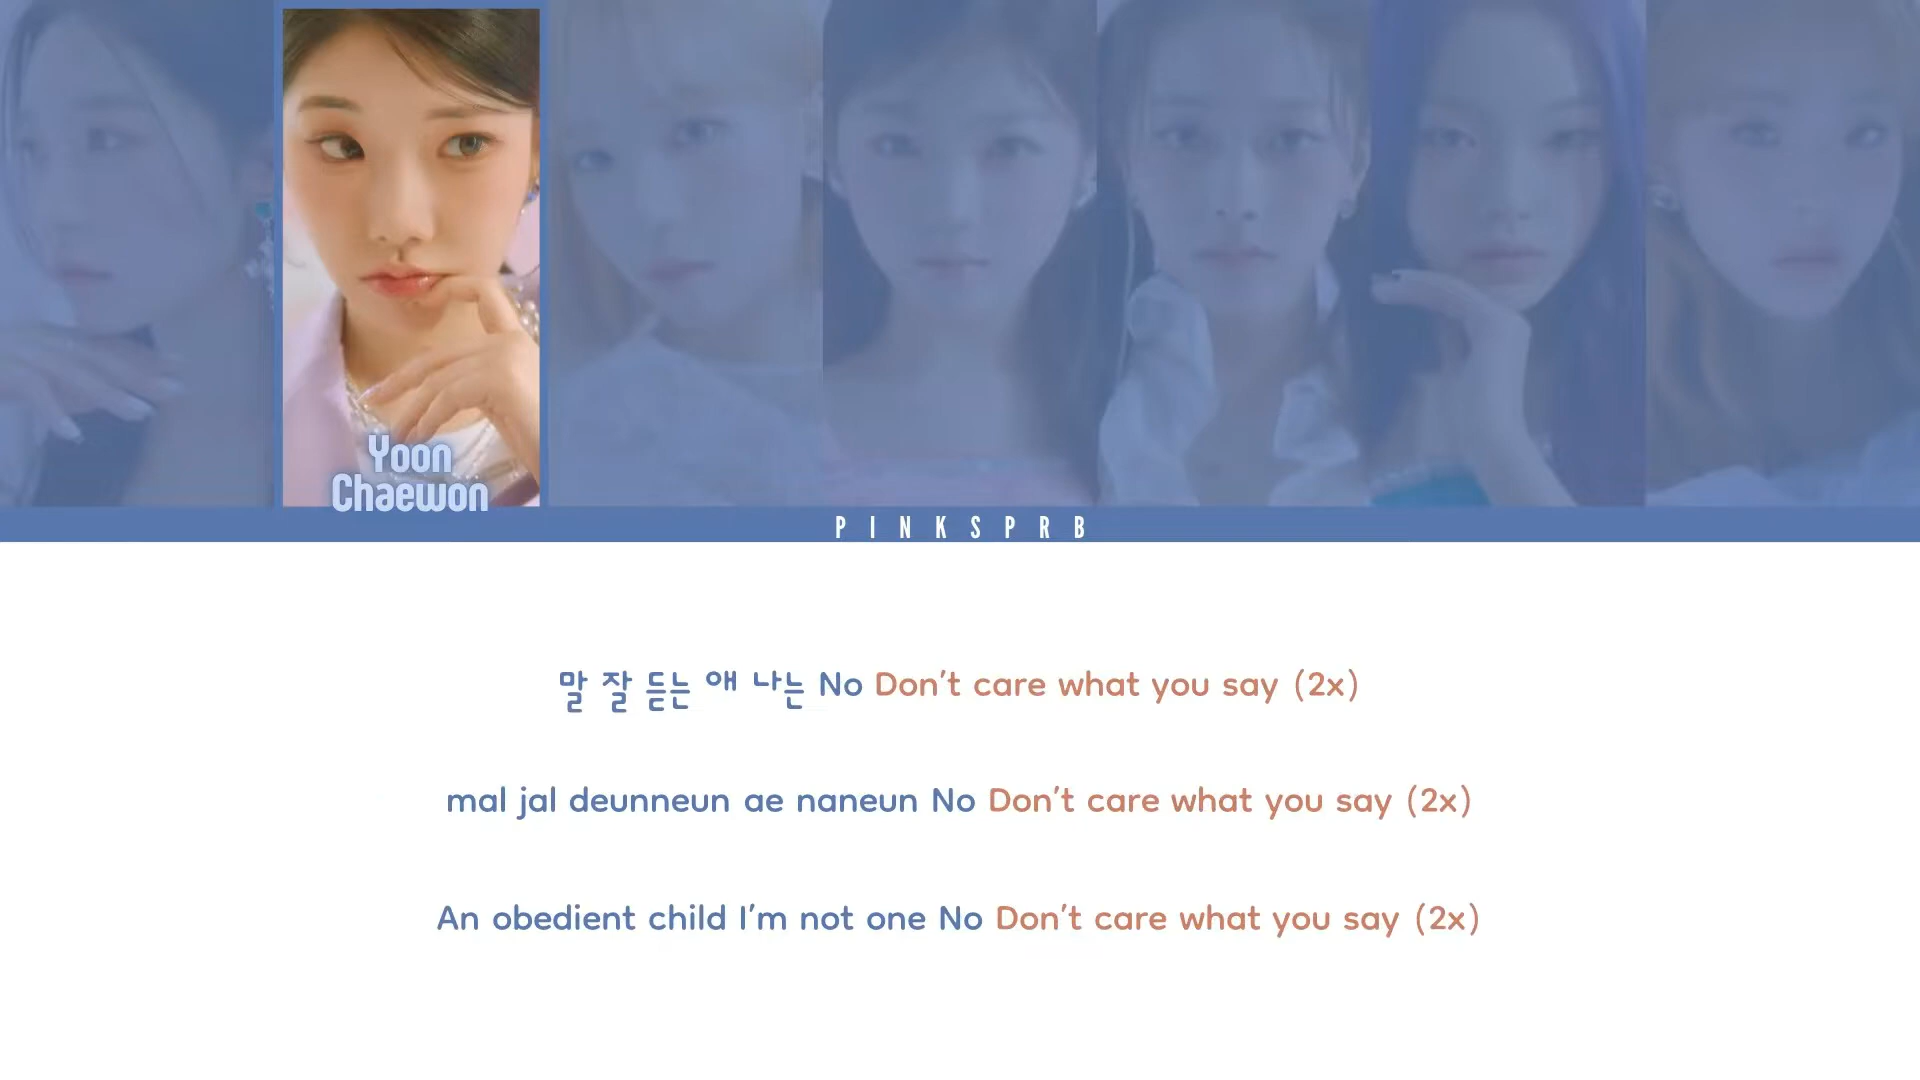 Yoon
Chaewon
PINKSPRB
말 잘 듣는 애 나는 No Don't care what you say (2x)
mal jal deunneun ae naneun No Don't care what you say (2x)
An obedient child I'm not one No Don't care what you say (2x)